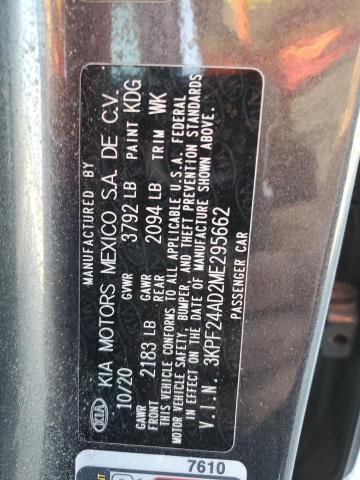 MANUFACTURED BY
KIA KIA MOTORS MEXICO S.A. DE C.V.
10/20 GVWR 3792 LB PAINT KDG
GAWR FRONT 2183 LB GAWR REAR 2094 LB TRIM WK
THIS VEHICLE CONFORMS TO ALL APPLICABLE U.S.A. FEDERAL
MOTOR VEHICLE SAFETY, BUMPER, AND THEFT PREVENTION STANDARDS
IN EFFECT ON THE DATE OF MANUFACTURE SHOWN ABOVE.
V.I.N. 3KPF24AD2ME295662
PASSENGER CAR
7610